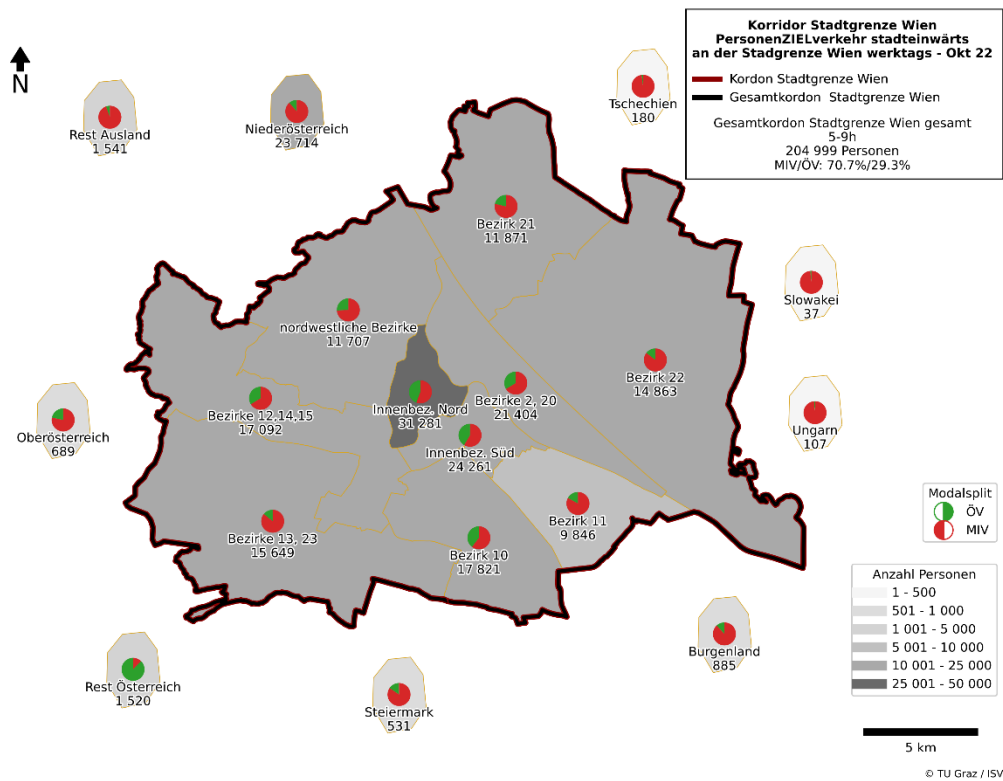 Korridor Stadtgrenze Wien
PersonenZIELverkehr stadteinwärts
an der Stadgrenze Wien werktags - Okt 22
Kordon Stadtgrenze Wien
Gesamtkordon Stadtgrenze Wien
Gesamtkordon Stadtgrenze Wien gesamt
5-9h
204 999 Personen
MIV/ÖV: 70.7%/29.3%
N
Rest Ausland
1 541
Niederösterreich
23 714
Tschechien
180
Bezirk 21
11 871
Slowakei
37
nordwestliche Bezirke
11 707
Bezirk 22
14 863
Innenbez. Nord
31 281
Bezirke 2, 20
21 404
Bezirke 12,14,15
17 092
Oberösterreich
689
Ungarn
107
Innenbez. Süd
24 261
Bezirk 11
9 846
Bezirke 13, 23
15 649
Bezirk 10
17 821
Modalsplit
ÖV
MIV
Anzahl Personen
1 - 500
501 - 1 000
1 001 - 5 000
5 001 - 10 000
10 001 - 25 000
25 001 - 50 000
Burgenland
885
Rest Österreich
1 520
Steiermark
531
5 km
© TU Graz / ISV